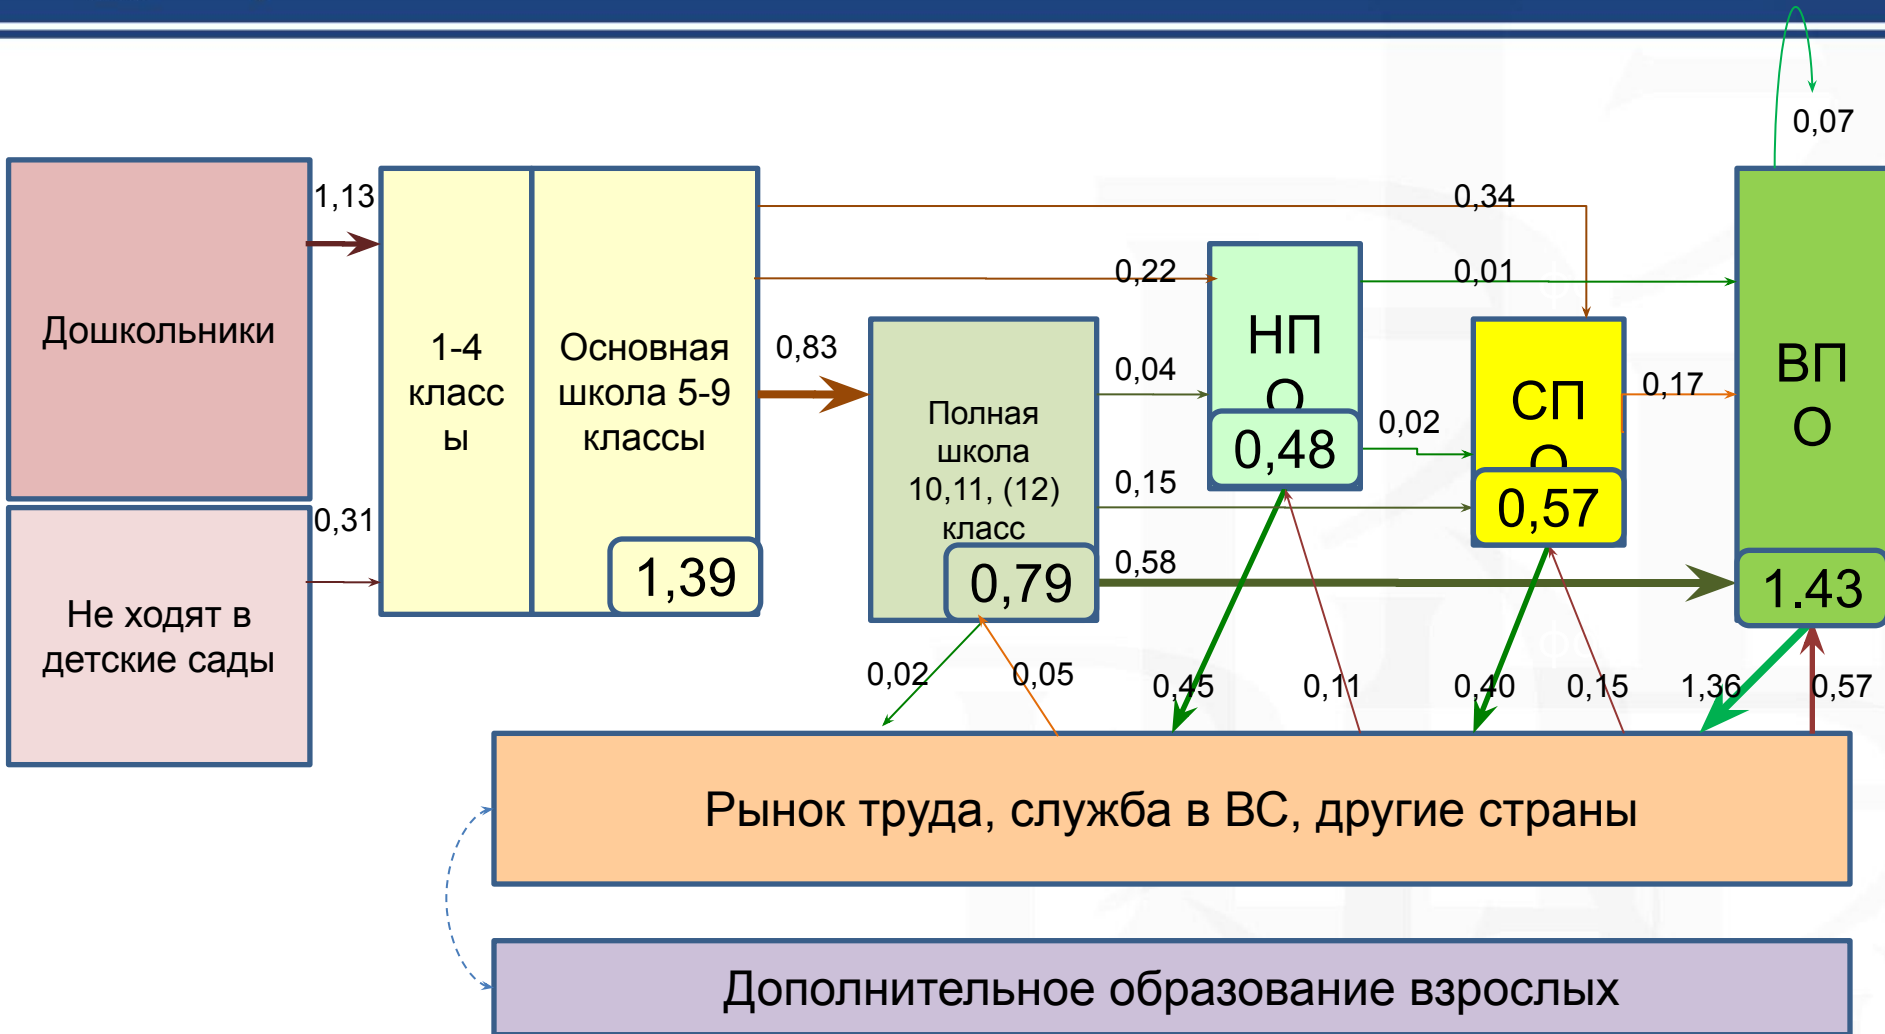 0,07
1,13
0,34
0,22
0,01
Дошкольники
1-4
класс
ы
Основная
школа 5-9
классы
0,83
0,04
НП
О
0,48
0,02
СП
О
0,57
0,17
ВП
О
1.43
Полная
школа
10,11, (12)
класс
0,79
0,15
0,58
0,31
1,39
Не ходят в
детские сады
0,02
0,05
0,45
0,11
0,40
0,15
1,36
0,57
Рынок труда, служба в ВС, другие страны
Дополнительное образование взрослых